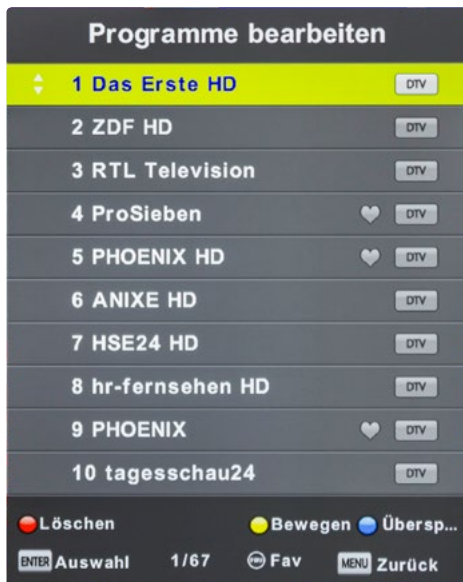 Programme bearbeiten
1 Das Erste HD DTV
2 ZDF HD DTV
3 RTL Television DTV
4 ProSieben DTV
5 PHOENIX HD DTV
6 ANIXE HD DTV
7 HSE24 HD DTV
8 hr-fernsehen HD DTV
9 PHOENIX DTV
10 tagesschau24 DTV
Löschen Bewegen Übersp...
ENTER Auswahl 1/67 FAV Fav MENU Zurück